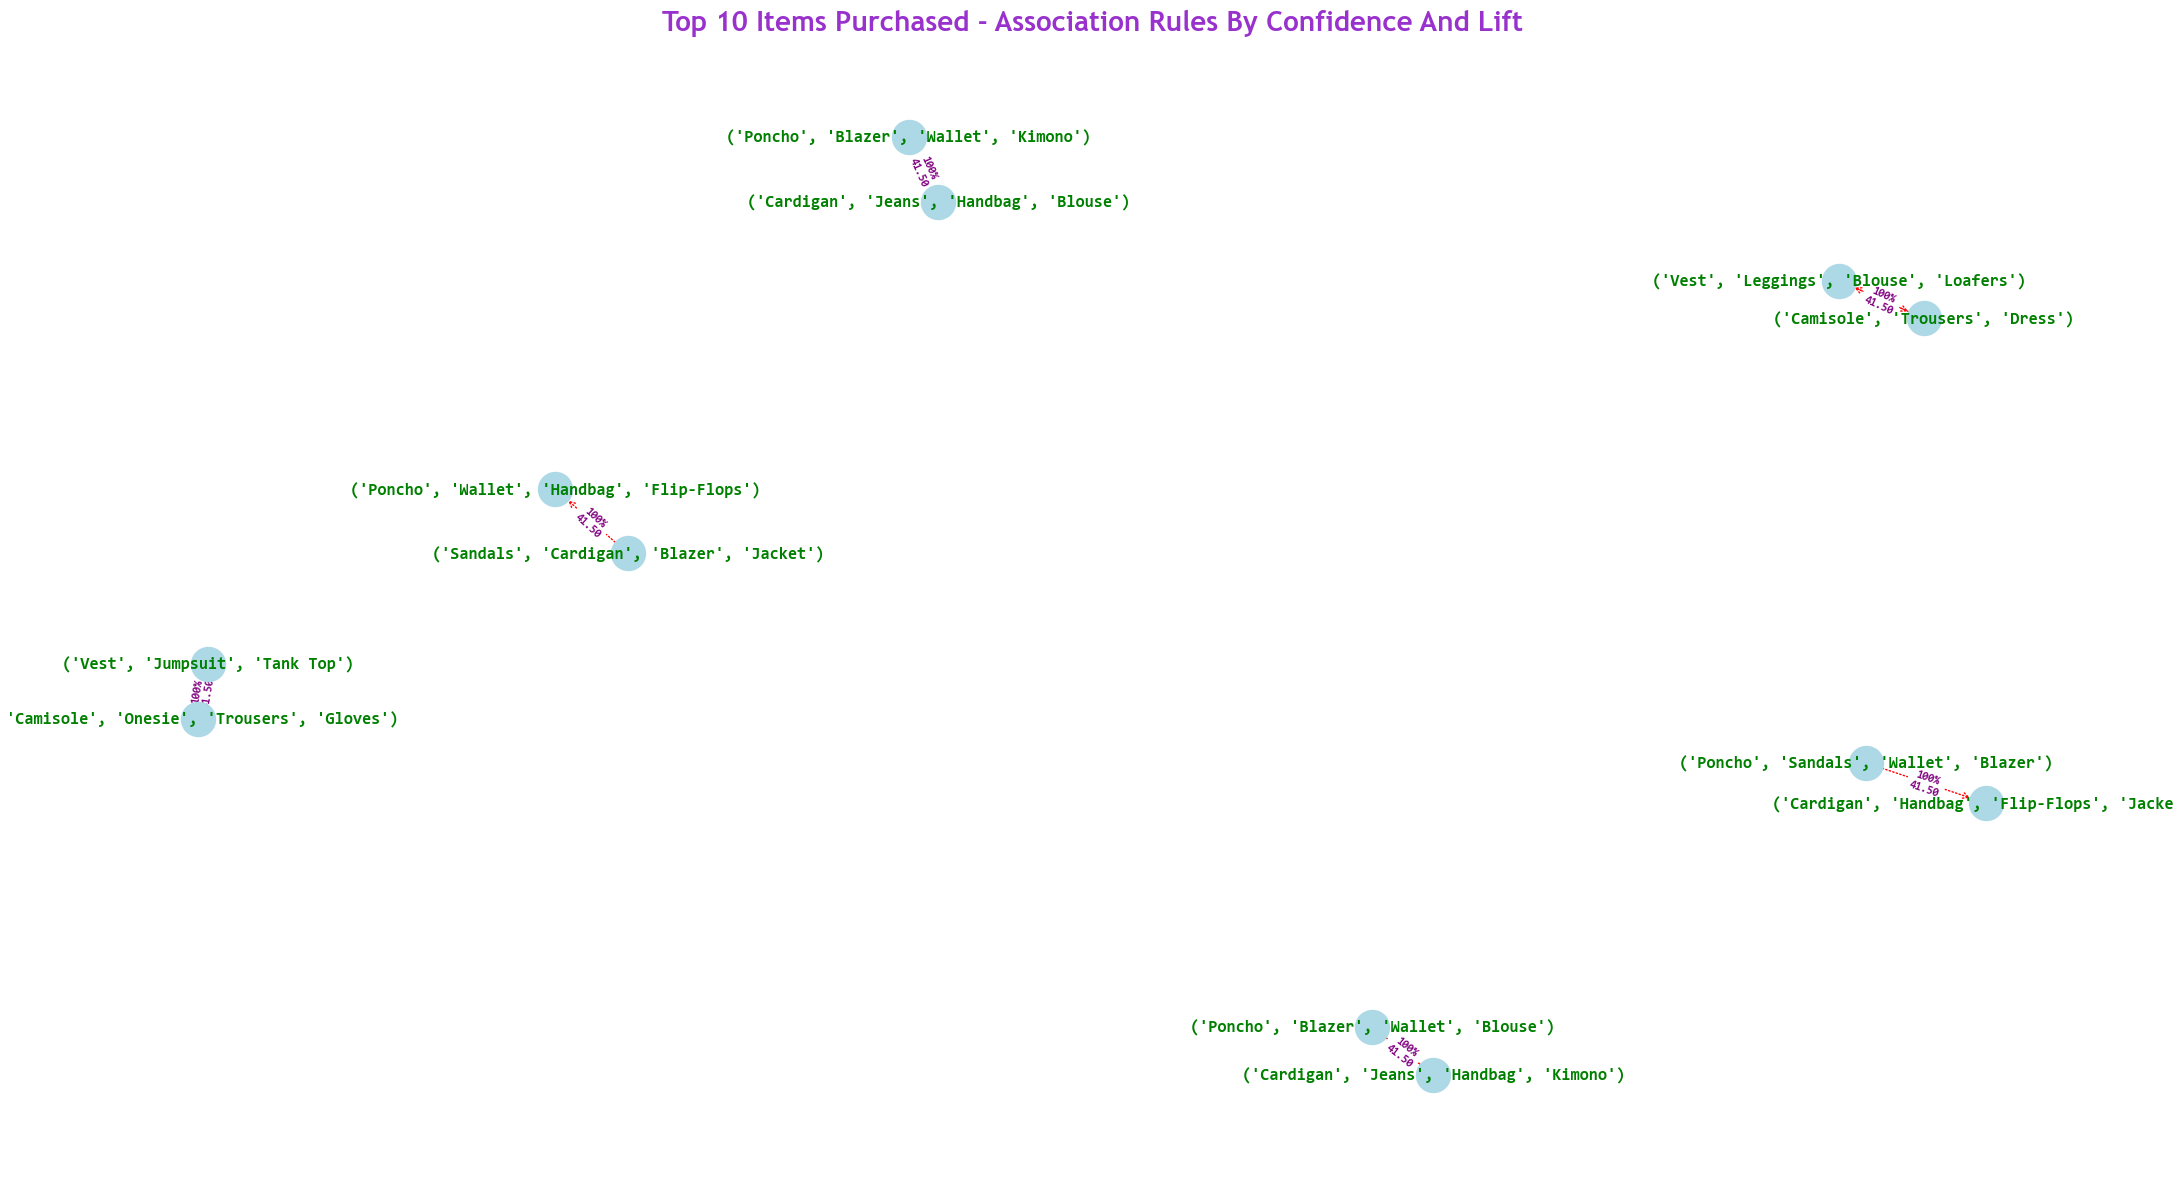 Top 10 Items Purchased - Association Rules By Confidence And Lift
('Poncho', 'Blazer', 'Wallet', 'Kimono')
100%
41.50
('Cardigan', 'Jeans', 'Handbag', 'Blouse')
('Vest', 'Leggings', 'Blouse', 'Loafers')
100%
41.50
('Camisole', 'Trousers', 'Dress')
('Poncho', 'Wallet', 'Handbag', 'Flip-Flops')
100%
41.50
('Sandals', 'Cardigan', 'Blazer', 'Jacket')
('Vest', 'Jumpsuit', 'Tank Top')
100%
1.50
'Camisole', 'Onesie', 'Trousers', 'Gloves')
('Poncho', 'Sandals', 'Wallet', 'Blazer')
100%
41.50
('Cardigan', 'Handbag', 'Flip-Flops', 'Jacke
('Poncho', 'Blazer', 'Wallet', 'Blouse')
100%
41.50
('Cardigan', 'Jeans', 'Handbag', 'Kimono')